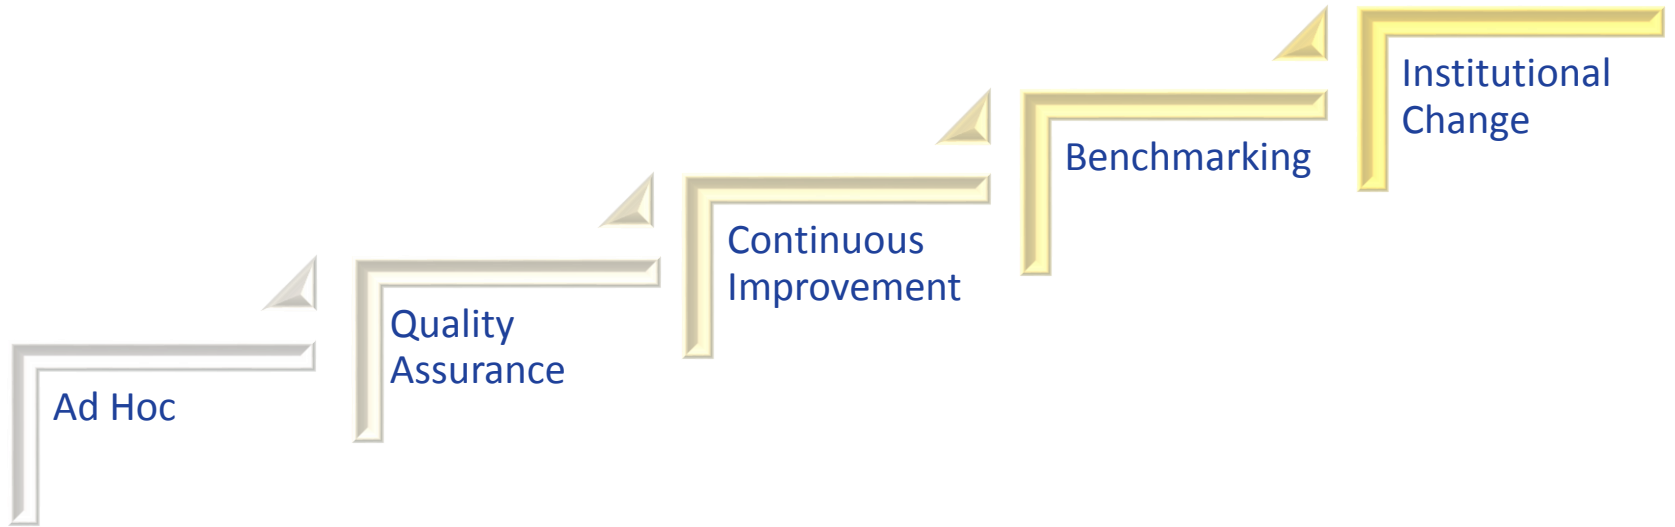 Ad Hoc
Quality
Assurance
Continuous
Improvement
Benchmarking
Institutional
Change